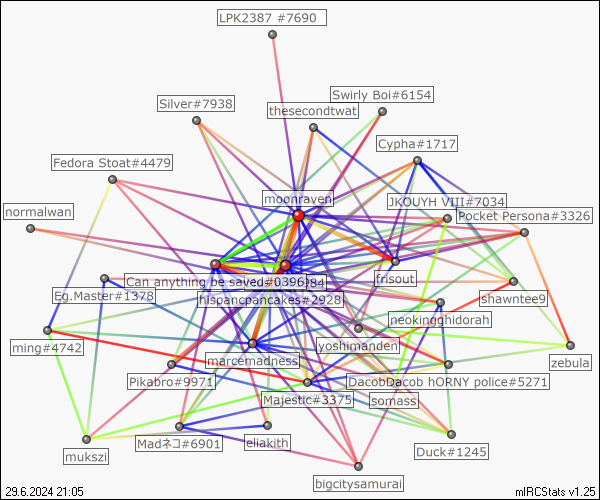 LPK2387 #7690
Swirly Boi#6154
Silver#7938
thesecondtwat
Cypha#1717
Fedora Stoat#4479
moonraven
JKOUYH VIII#7034
normalwan
Pocket Persona#3326
Can anything be saved#0396
84
frisout
Eg.Master#1378
hispancpancakes#2928
shawntee9
neokingghidorah
ming#4742
yoshimanden
marcemadness
zebula
Pikabro#9971
DacobDacob hORNY police#5271
Majestic#3375
somass
Madネコ#6901
eliakith
Duck#1245
mukszi
bigcitysamurai
29.6.2024 21:05
mIRCStats v1.25